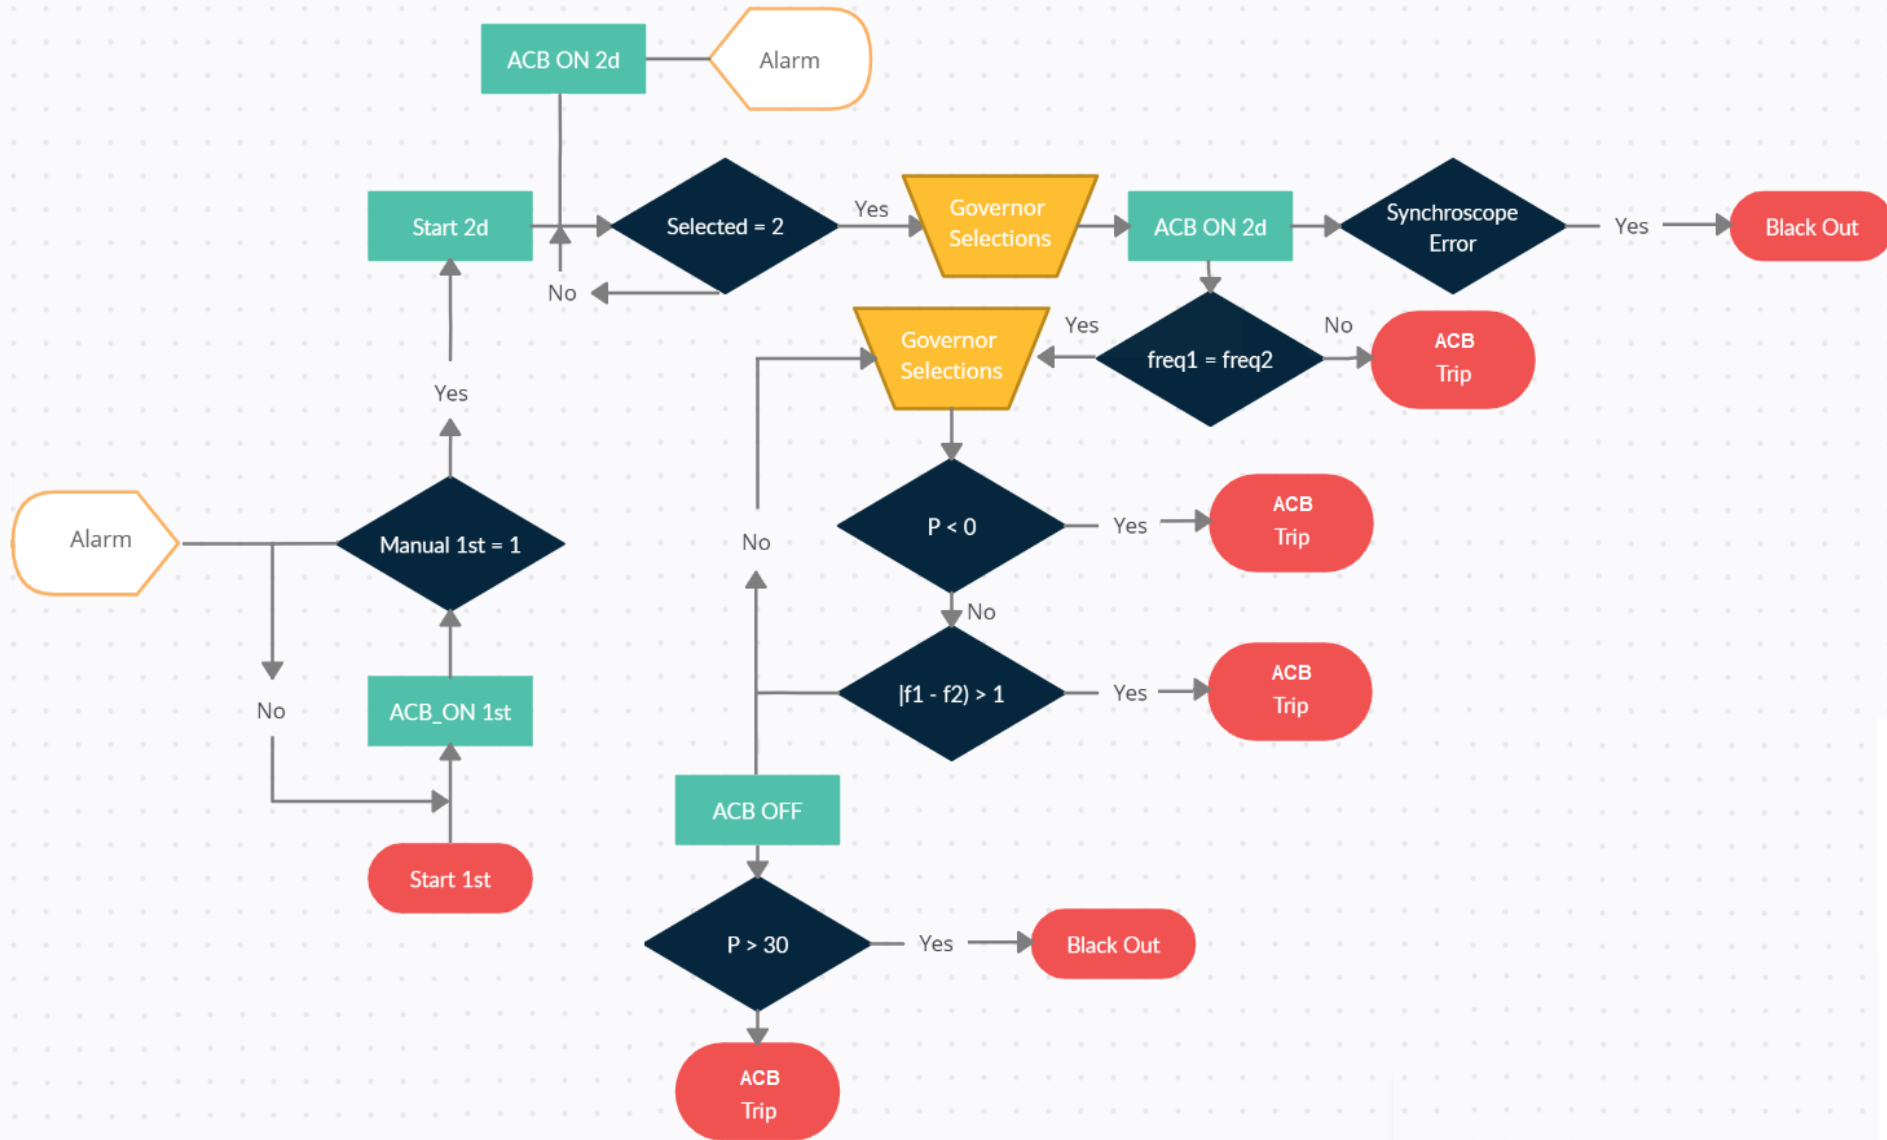 ACB ON 2d
Alarm
Start 2d
Selected = 2
Yes
Governor
Selections
ACB ON 2d
Synchroscope
Error
Yes
Black Out
No
Governor
Selections
Yes
freq1 = freq2
No
ACB
Trip
Yes
Alarm
Manual 1st = 1
No
P < 0
Yes
ACB
Trip
No
No
ACB_ON 1st
|f1 - f2) > 1
Yes
ACB
Trip
ACB OFF
Start 1st
P > 30
Yes
Black Out
ACB
Trip